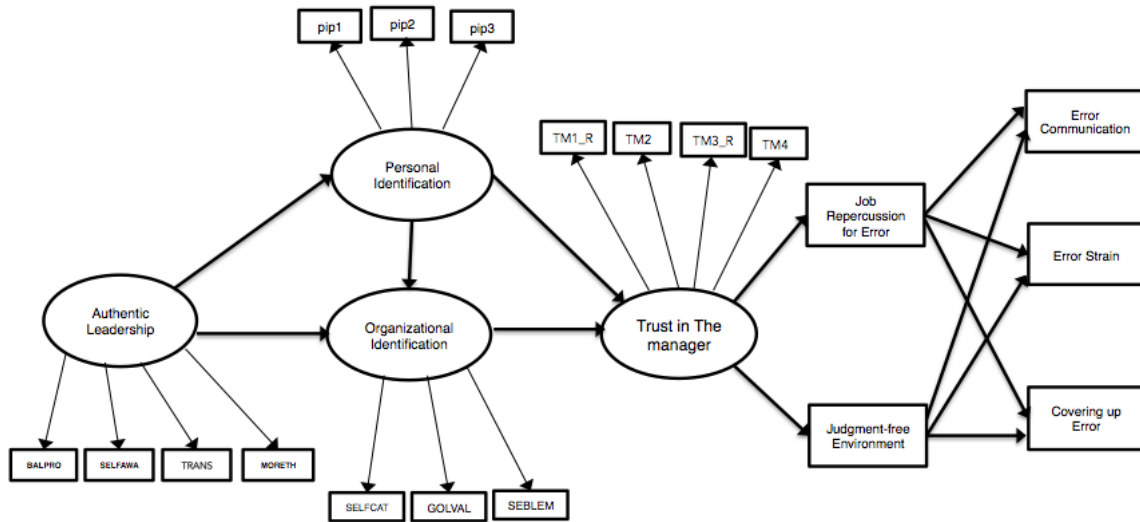 pip1
pip2
pip3
TM1_R
TM2
TM3_R
TM4
Error
Communication
Personal
Identification
Job
Repercussion
for Error
Error Strain
Authentic
Leadership
Organizational
Identification
Trust in The
manager
Judgment-free
Environment
Covering up
Error
BALPRO
SELFAWA
TRANS
MORETH
SELFCAT
GOLVAL
SEBLEM